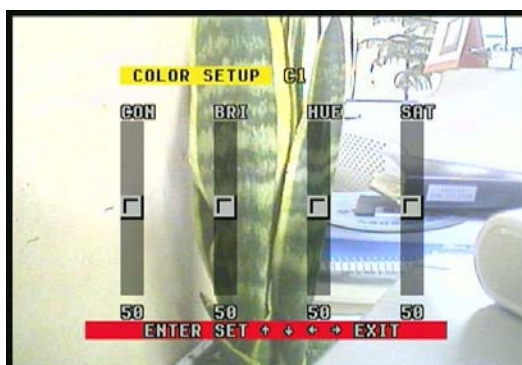 COLOR SETUP C1
CON BRI HUE SAT
50 50 50 50
ENTER SET ↑ ↓ ← → EXIT